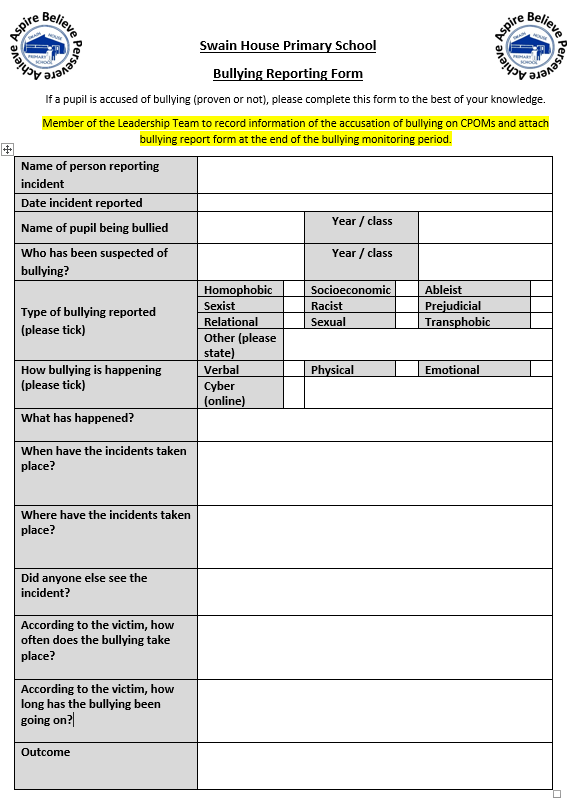 Aspire Believe
Persevere
Achieve
SWAIN HOUSE
PRIMARY SCHOOL
Aspire Believe
Persevere
Achieve
SWAIN HOUSE
PRIMARY SCHOOL
Swain House Primary School
Bullying Reporting Form
If a pupil is accused of bullying (proven or not), please complete this form to the best of your knowledge.
Member of the Leadership Team to record information of the accusation of bullying on CPOMs and attach
bullying report form at the end of the bullying monitoring period.
Name of person reporting
incident
Date incident reported
Name of pupil being bullied
Year / class
Who has been suspected of
bullying?
Year / class
Type of bullying reported
(please tick)
Homophobic
Socioeconomic
Ableist
Sexist
Racist
Prejudicial
Relational
Sexual
Transphobic
Other (please
state)
How bullying is happening
(please tick)
Verbal
Physical
Emotional
Cyber
(online)
What has happened?
When have the incidents taken
place?
Where have the incidents taken
place?
Did anyone else see the
incident?
According to the victim, how
often does the bullying take
place?
According to the victim, how
long has the bullying been
going on?
Outcome